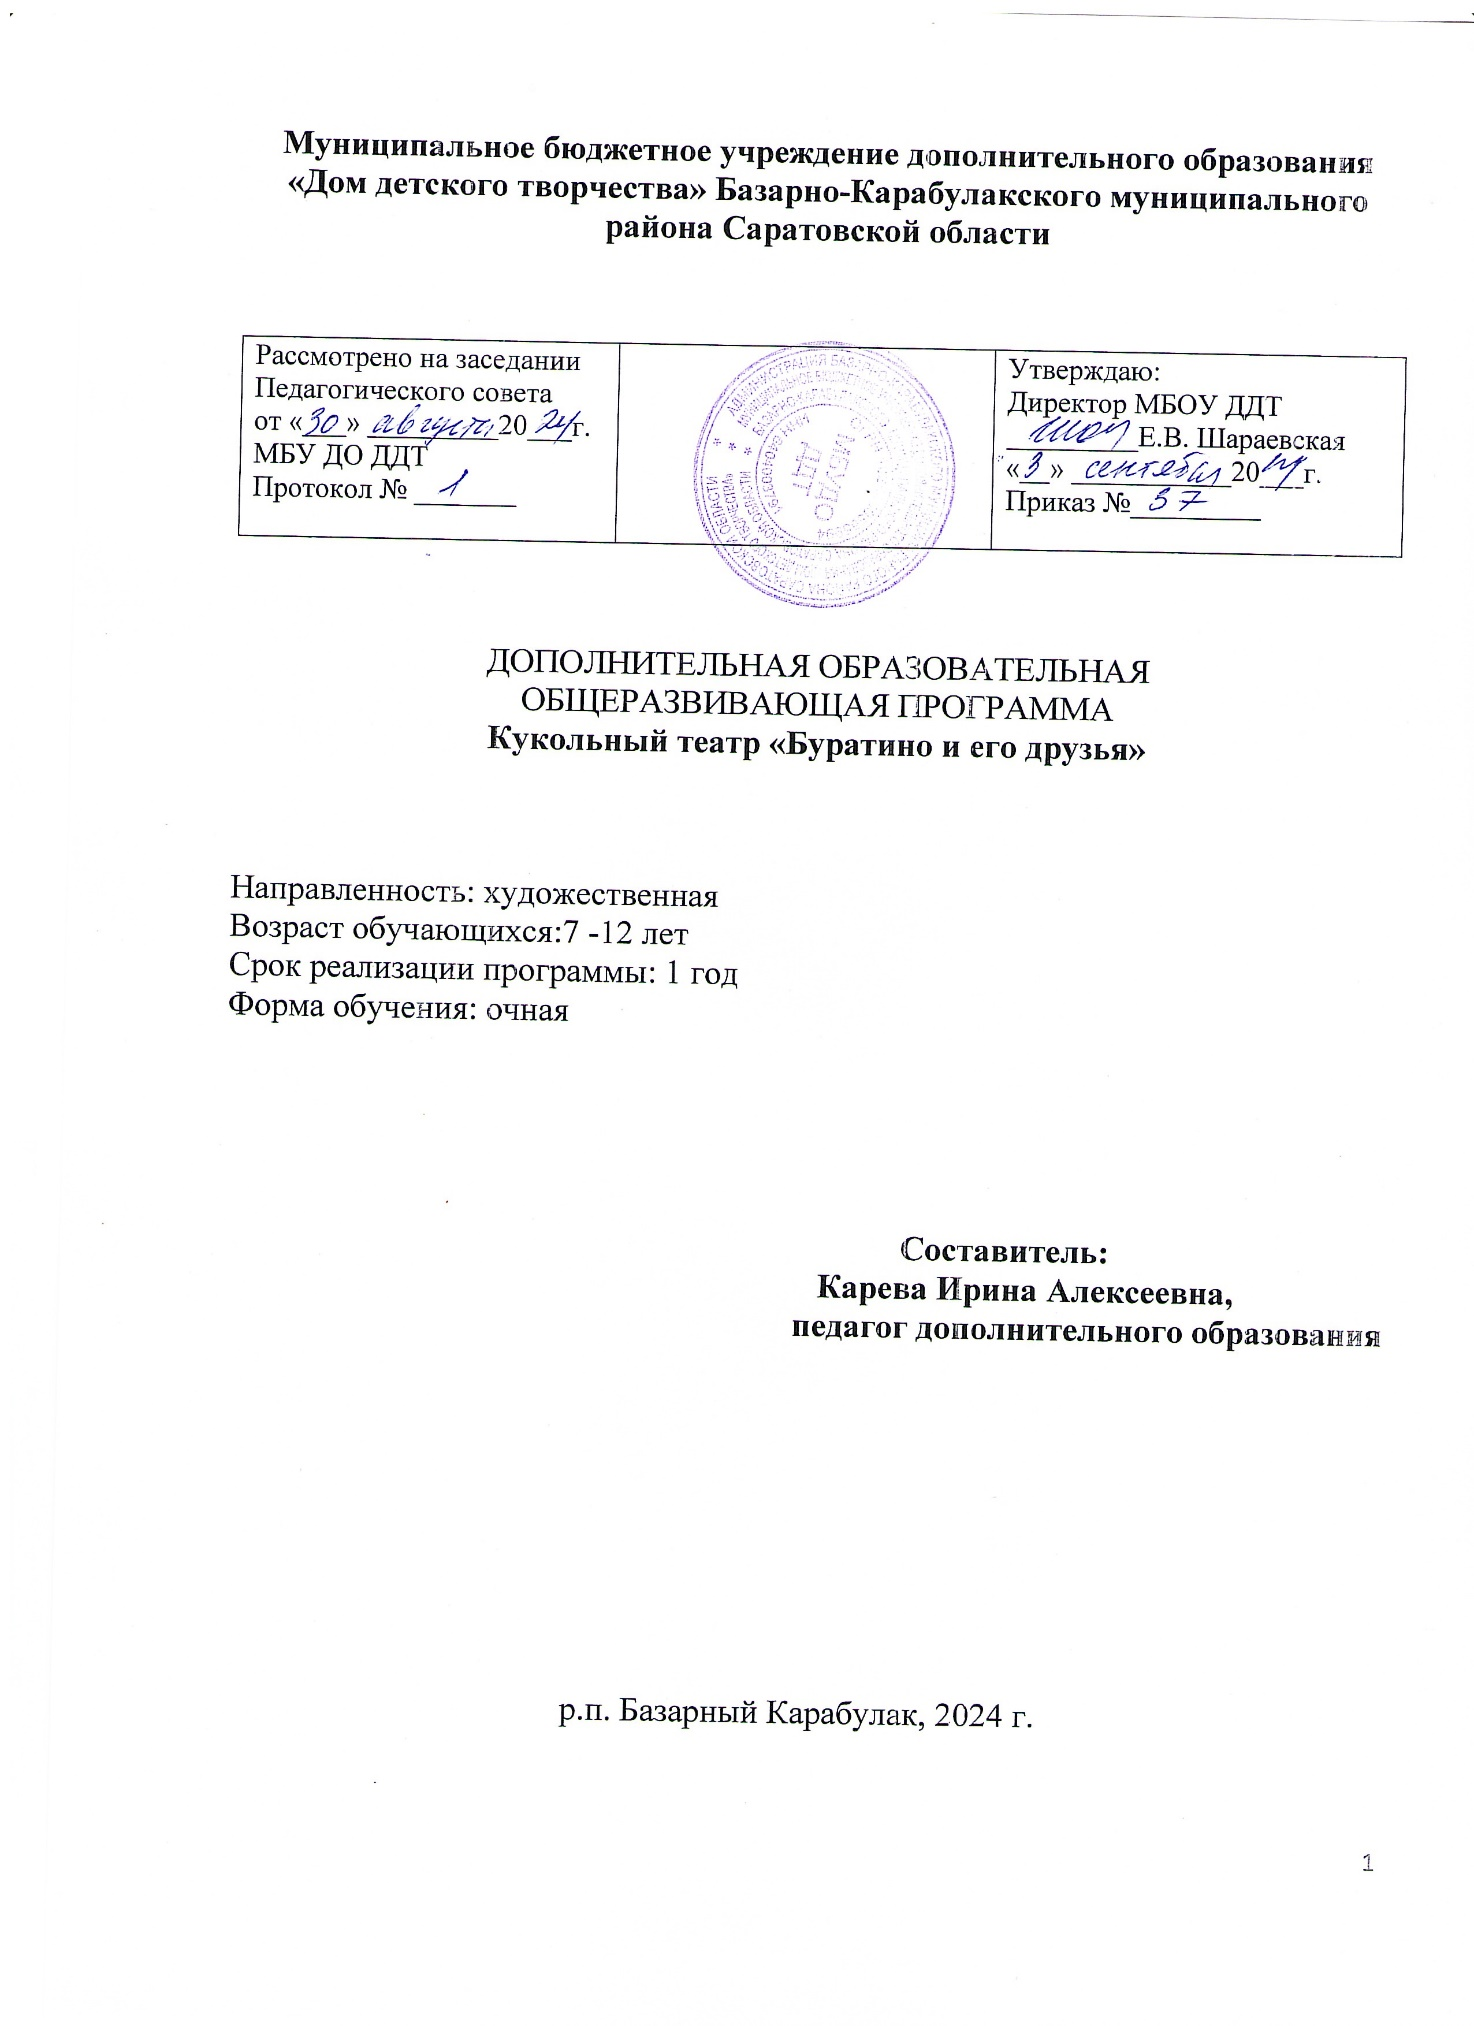 Муниципальное бюджетное учреждение дополнительного образования
«Дом детского творчества» Базарно-Карабулакского муниципального
района Саратовской области
Рассмотрено на заседании
Педагогического совета
от «30» августа 2024г.
МБУ ДО ДДТ
Протокол № 1
МБУДО
ДДТ
Утверждаю:
Директор МБОУ ДДТ
Е.В. Шараевская
«3» сентября 2024г.
Приказ № 37
ДОПОЛНИТЕЛЬНАЯ ОБРАЗОВАТЕЛЬНАЯ
ОБЩЕРАЗВИВАЮЩАЯ ПРОГРАММА
Кукольный театр «Буратино и его друзья»
Направленность: художественная
Возраст обучающихся:7 -12 лет
Срок реализации программы: 1 год
Форма обучения: очная
Составитель:
Карева Ирина Алексеевна,
педагог дополнительного образования
р.п. Базарный Карабулак, 2024 г.
1